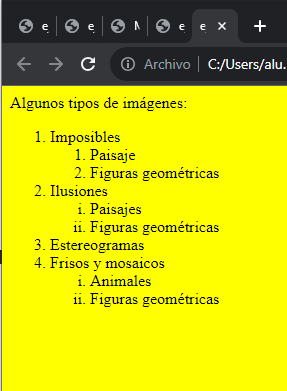 Archivo
C:/Users/alu.
Algunos tipos de imágenes:
1. Imposibles
1. Paisaje
2. Figuras geométricas
2. Ilusiones
i. Paisajes
ii. Figuras geométricas
3. Estereogramas
4. Frisos y mosaicos
i. Animales
ii. Figuras geométricas